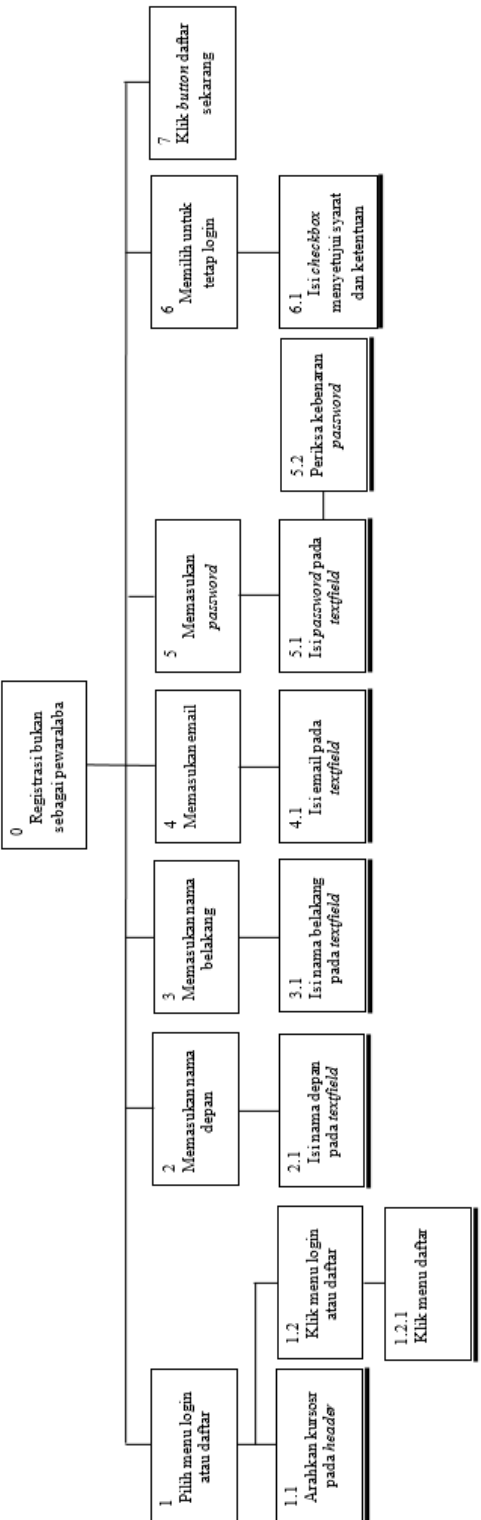 0
Registrasi bukan
sebagai pewaralaba
1
Pilih menu login
atau daftar
2
Memasukan nama
depan
3
Memasukan nama
belakang
4
Memasukan email
5
Memasukan
password
6
Memilih untuk
tetap login
7
Klik button daftar
sekarang
1.1
Arahkan kursosr
pada header
1.2
Klik menu login
atau daftar
2.1
Isi nama depan
pada textfield
3.1
Isi nama belakang
pada textfield
4.1
Isi email pada
textfield
5.1
Isi password pada
textfield
5.2
Periksa kebenaran
password
6.1
Isi checkbox
menyetujui syarat
dan ketentuan
1.2.1
Klik menu daftar